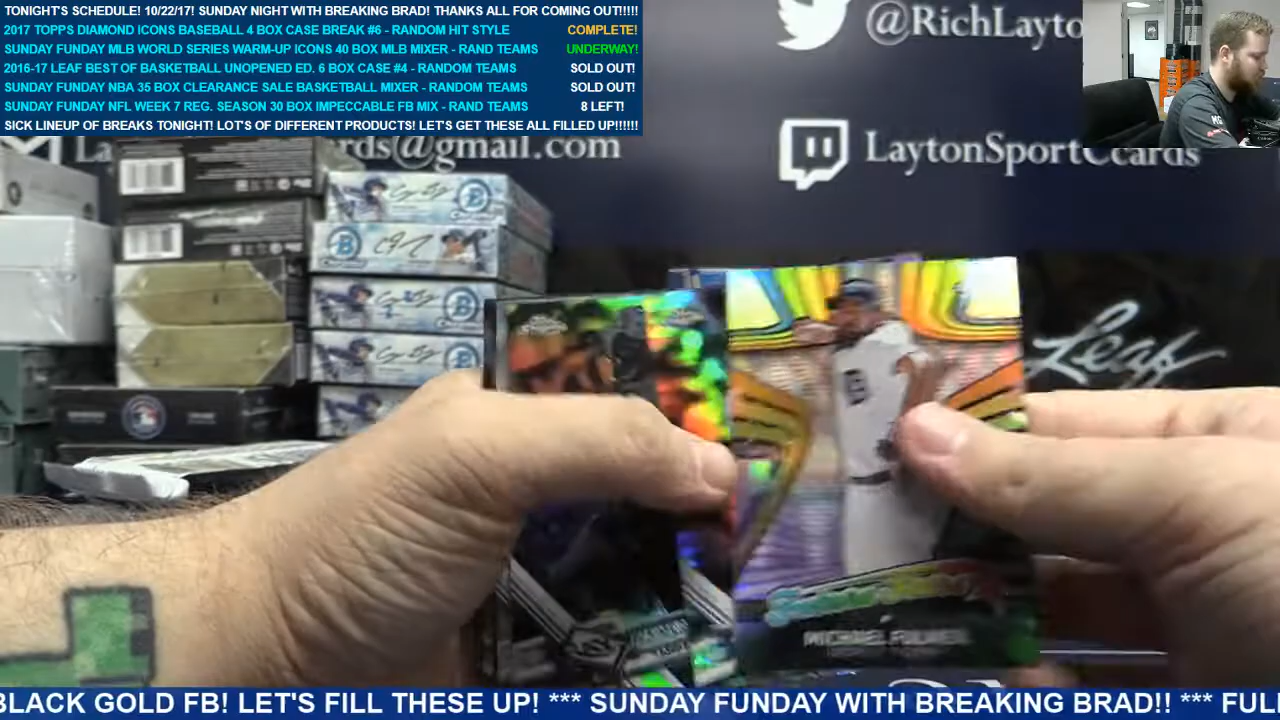 TONIGHT'S SCHEDULE! 10/22/17! SUNDAY NIGHT WITH BREAKING BRAD! THANKS ALL FOR COMING OUT!!!!!
2017 TOPPS DIAMOND ICONS BASEBALL 4 BOX CASE BREAK #6 - RANDOM HIT STYLE COMPLETE!
SUNDAY FUNDAY MLB WORLD SERIES WARM-UP ICONS 40 BOX MLB MIXER - RAND TEAMS UNDERWAY!
2016-17 LEAF BEST OF BASKETBALL UNOPENED ED. 6 BOX CASE #4 - RANDOM TEAMS SOLD OUT!
SUNDAY FUNDAY NBA 35 BOX CLEARANCE SALE BASKETBALL MIXER - RANDOM TEAMS SOLD OUT!
SUNDAY FUNDAY NFL WEEK 7 REG. SEASON 30 BOX IMPECCABLE FB MIX - RAND TEAMS 8 LEFT!
SICK LINEUP OF BREAKS TONIGHT! LOT'S OF DIFFERENT PRODUCTS! LET'S GET THESE ALL FILLED UP!!!!!!
@RichLayto
La ards@gmail.com
LaytonSportCcards
Leaf
MICHAEL FULMER
BLACK GOLD FB! LET'S FILL THESE UP! *** SUNDAY FUNDAY WITH BREAKING BRAD!! *** FULL